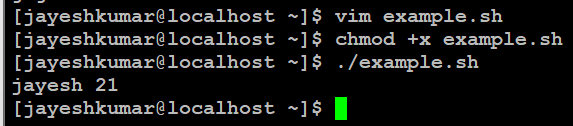 [jayeshkumar@localhost ~]$ vim example.sh
[jayeshkumar@localhost ~]$ chmod +x example.sh
[jayeshkumar@localhost ~]$ ./example.sh
jayesh 21
[jayeshkumar@localhost ~]$